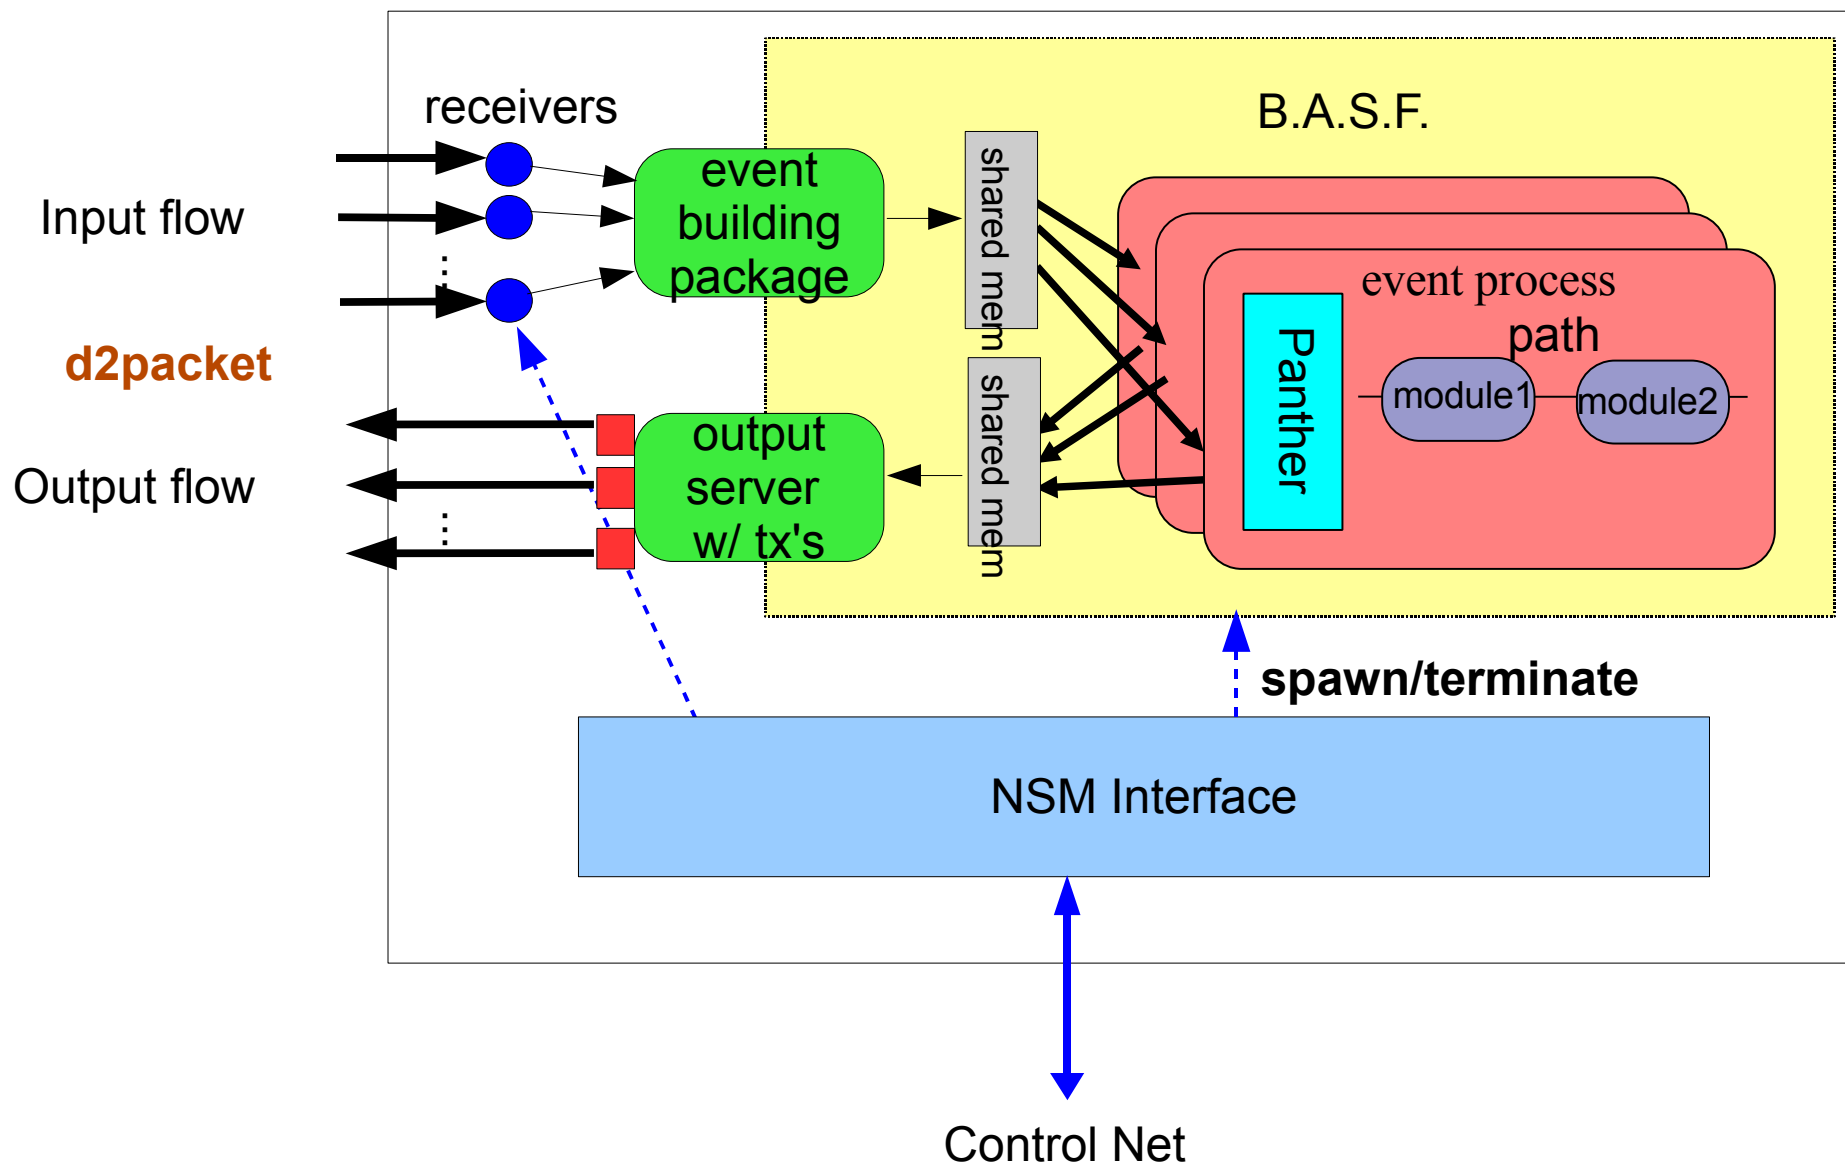 receivers
B.A.S.F.
Input flow
event
building
package
shared mem
event process
path
Panther
module1
module2
d2packet
shared mem
output
server
w/ tx's
Output flow
spawn/terminate
NSM Interface
Control Net